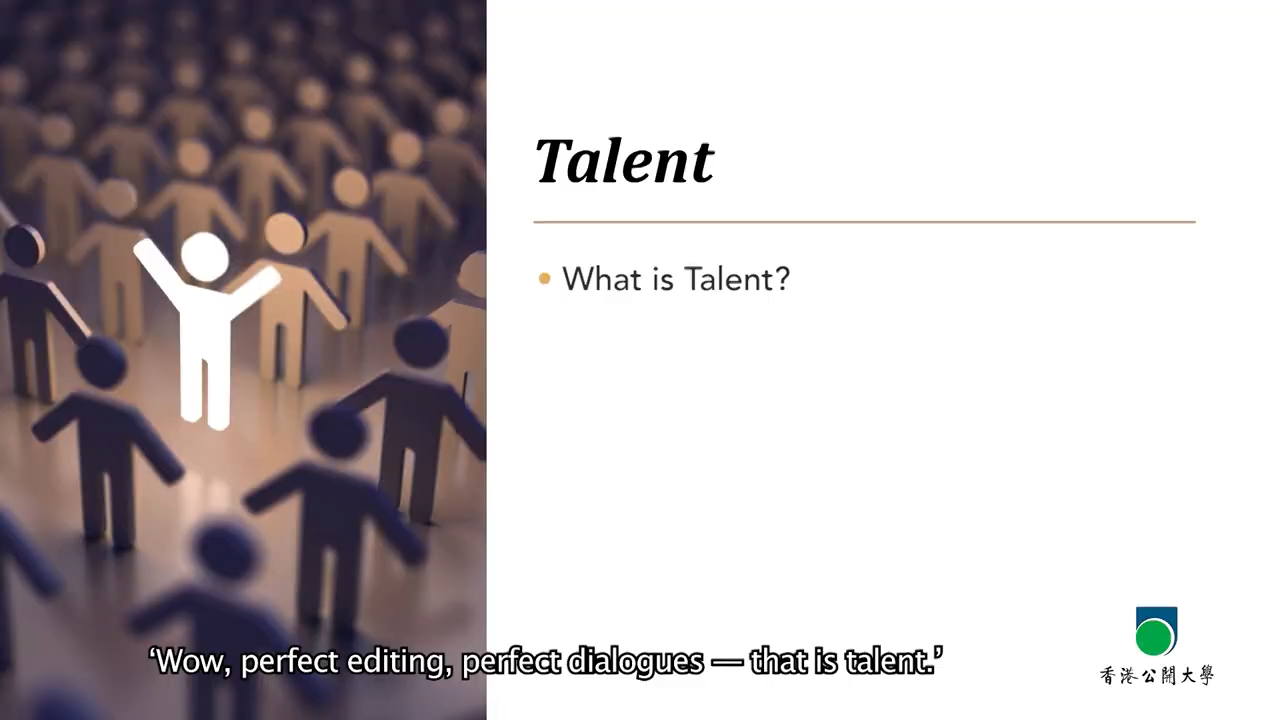 Talent
• What is Talent?
‘Wow, perfect editing, perfect dialogues — that is talent.’
香港公開大學